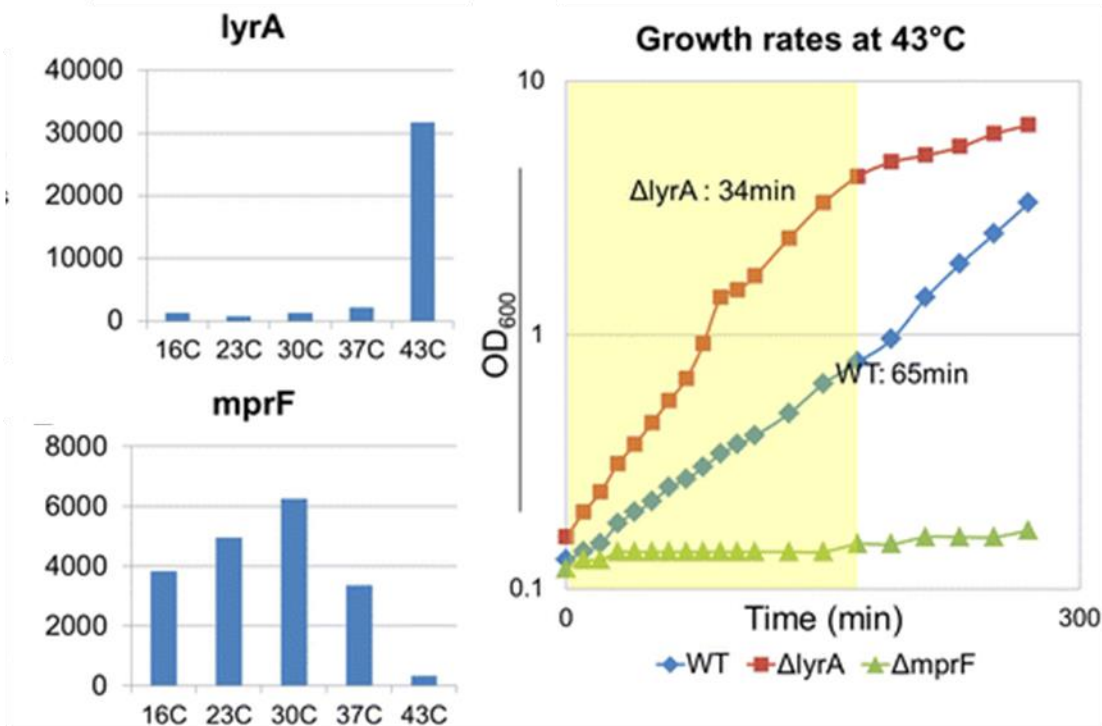 lyrA
40000
30000
20000
10000
0
16C 23C 30C 37C 43C
mprF
8000
6000
4000
2000
0
16C 23C 30C 37C 43C
Growth rates at 43°C
10
ΔlyrA : 34min
OD600
1
WT: 65min
0.1
0 Time (min) 300
WT ΔlyrA ΔmprF